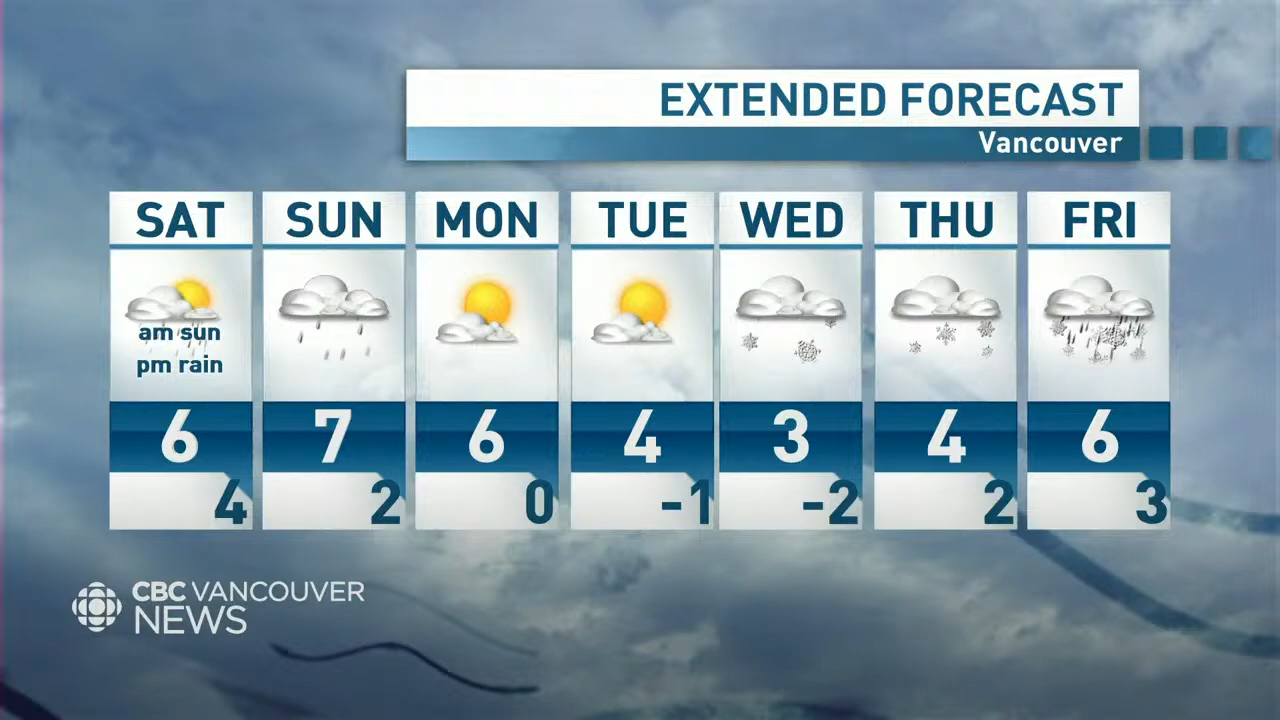 EXTENDED FORECAST
Vancouver
SAT SUN MON TUE WED THU FRI
am sun
pm rain
6 7 6 4 3 4 6
4 2 0 -1 -2 2 3
CBC VANCOUVER
NEWS